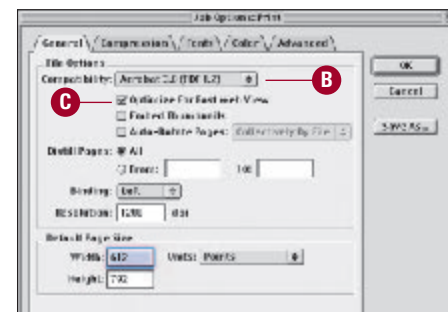 Job Options: Print
General Compression Fonts Color Advanced
File Options
Compatibility: Acrobat 3.0 (PDF 1.2) B
C Optimize For Fast Web View
Embed Thumbnails
Auto-Rotate Pages: Collectively By File
Distill Pages: All
From: To:
Binding: Left
Resolution: 1200 dpi
Default Page Size
Width: 612 Units: Points
Height: 792
OK
Cancel
Save As...